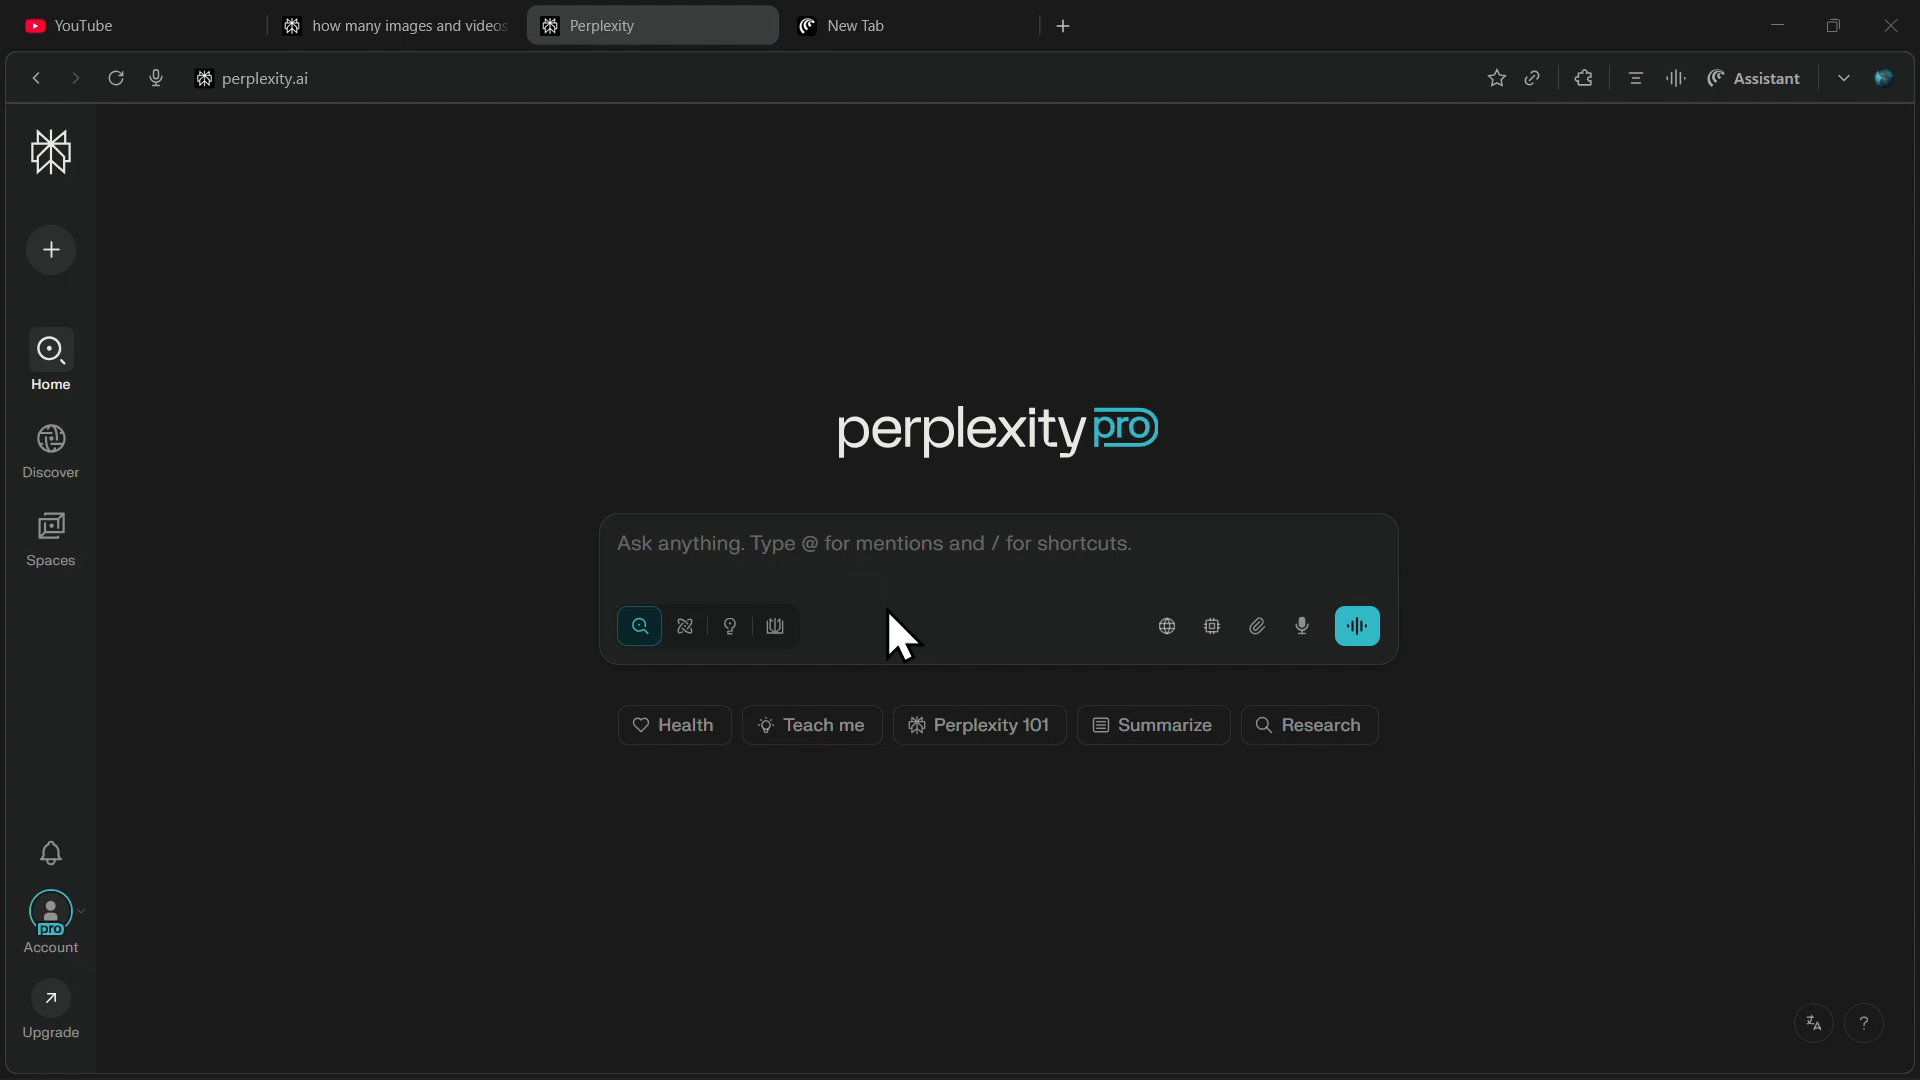 YouTube
how many images and videos
Perplexity
New Tab
perplexity.ai
Assistant
Home
Discover
Spaces
perplexity pro
Ask anything. Type @ for mentions and / for shortcuts.
Health
Teach me
Perplexity 101
Summarize
Research
pro
Account
Upgrade
?